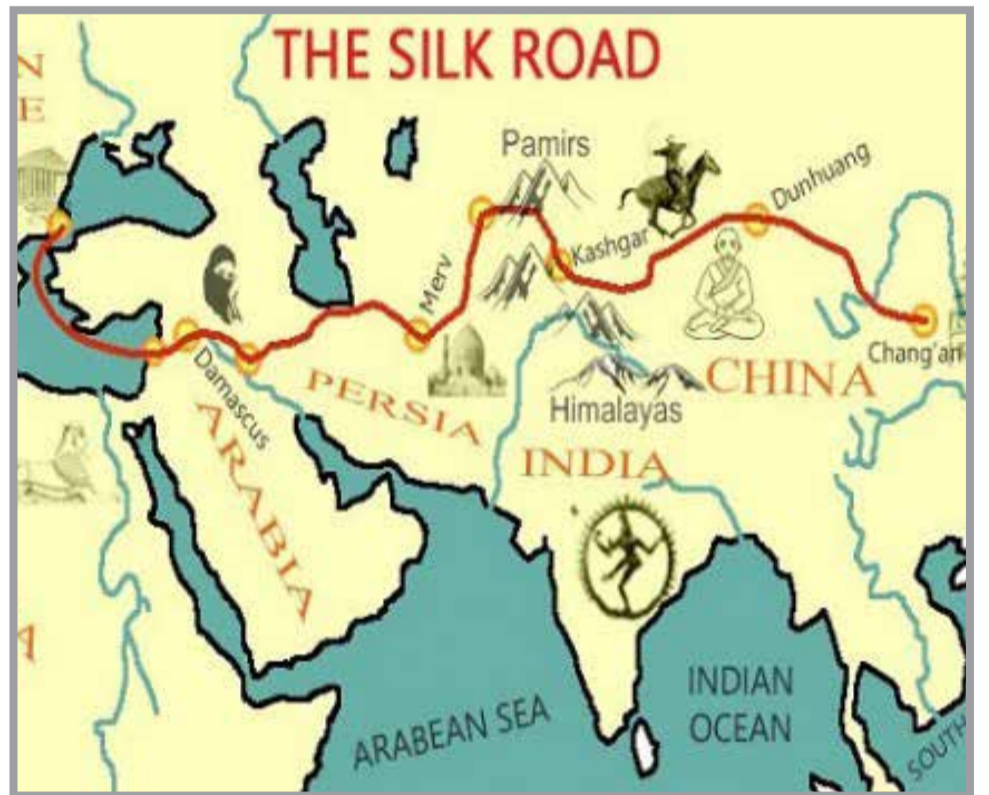 THE SILK ROAD
N
E
Pamirs
Dunhuang
Kashgar
Merv
Chang'an
Damascus
PERSIA
CHINA
Himalayas
ARABIA
INDIA
A
INDIAN
OCEAN
ARABEAN SEA
SOUTH